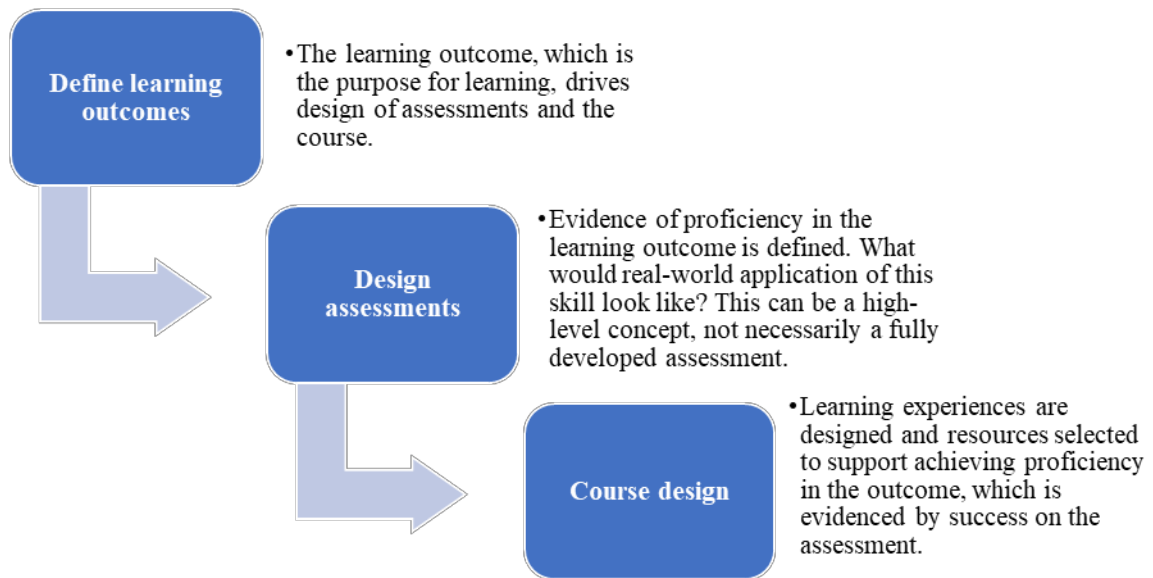 Define learning
outcomes
•The learning outcome, which is
the purpose for learning, drives
design of assessments and the
course.
Design
assessments
•Evidence of proficiency in the
learning outcome is defined. What
would real-world application of this
skill look like? This can be a high-
level concept, not necessarily a fully
developed assessment.
Course design
•Learning experiences are
designed and resources selected
to support achieving proficiency
in the outcome, which is
evidenced by success on the
assessment.